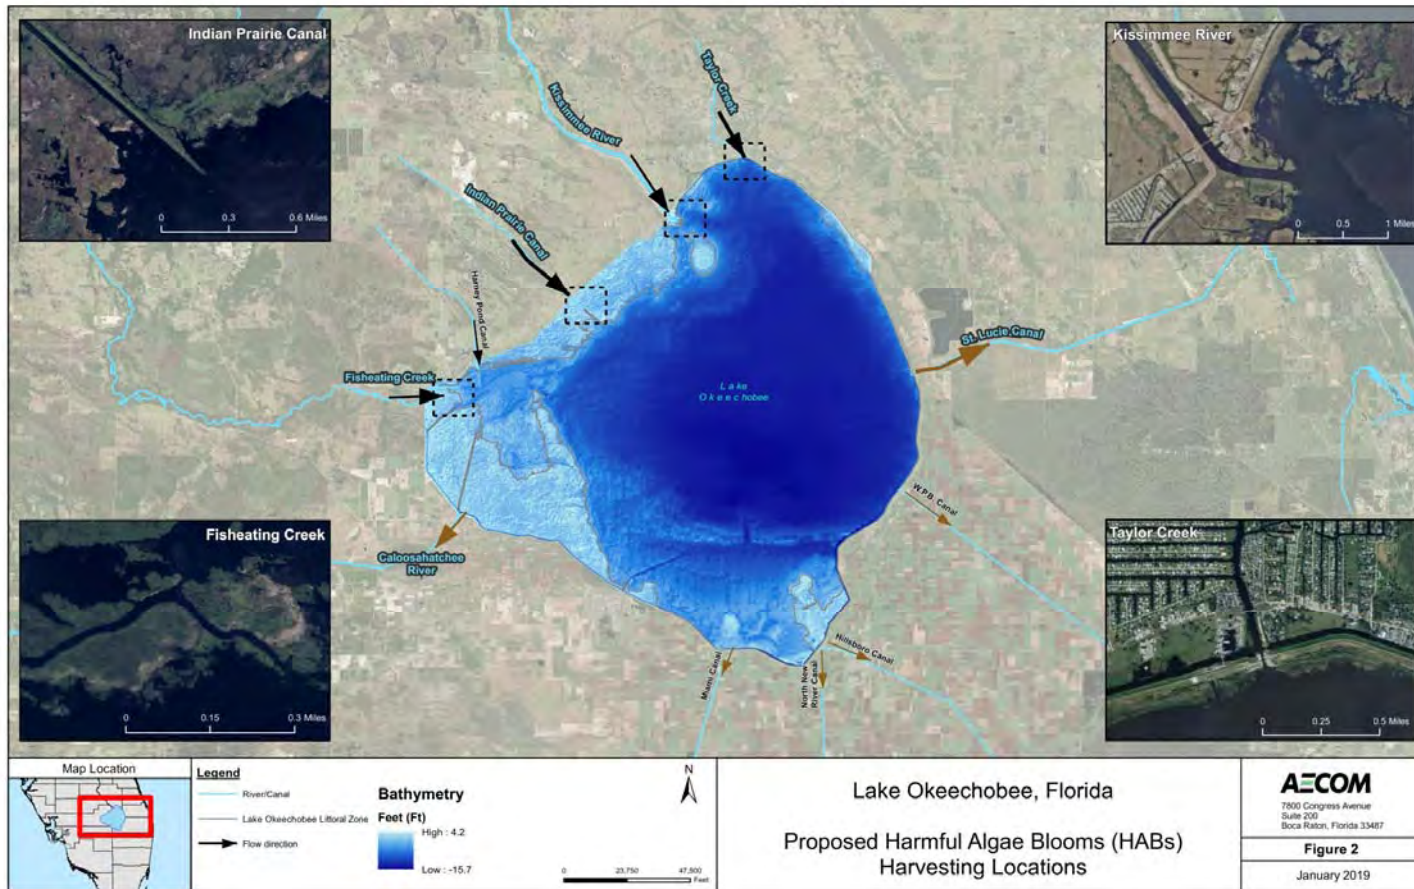 Indian Prairie Canal
0 0.3 0.6 Miles
Kissimmee River
0 0.5 1 Miles
Taylor Creek
Kissimmee River
Indian Prairie Canal
Harney Pond Canal
Fisheating Creek
St. Lucie Canal
Lake
Okeechobee
W.P.B. Canal
Caloosahatchee
River
Miami Canal
North New
River Canal
Hillsboro Canal
Fisheating Creek
0 0.15 0.3 Miles
Taylor Creek
0 0.25 0.5 Miles
Map Location
Legend
River/Canal
Lake Okeechobee Littoral Zone
Flow direction
Bathymetry
Feet (Ft)
High : 4.2
Low : -15.7
N
0 23,750 47,500
Feet
Lake Okeechobee, Florida
Proposed Harmful Algae Blooms (HABs)
Harvesting Locations
AECOM
7800 Congress Avenue
Suite 200
Boca Raton, Florida 33487
Figure 2
January 2019